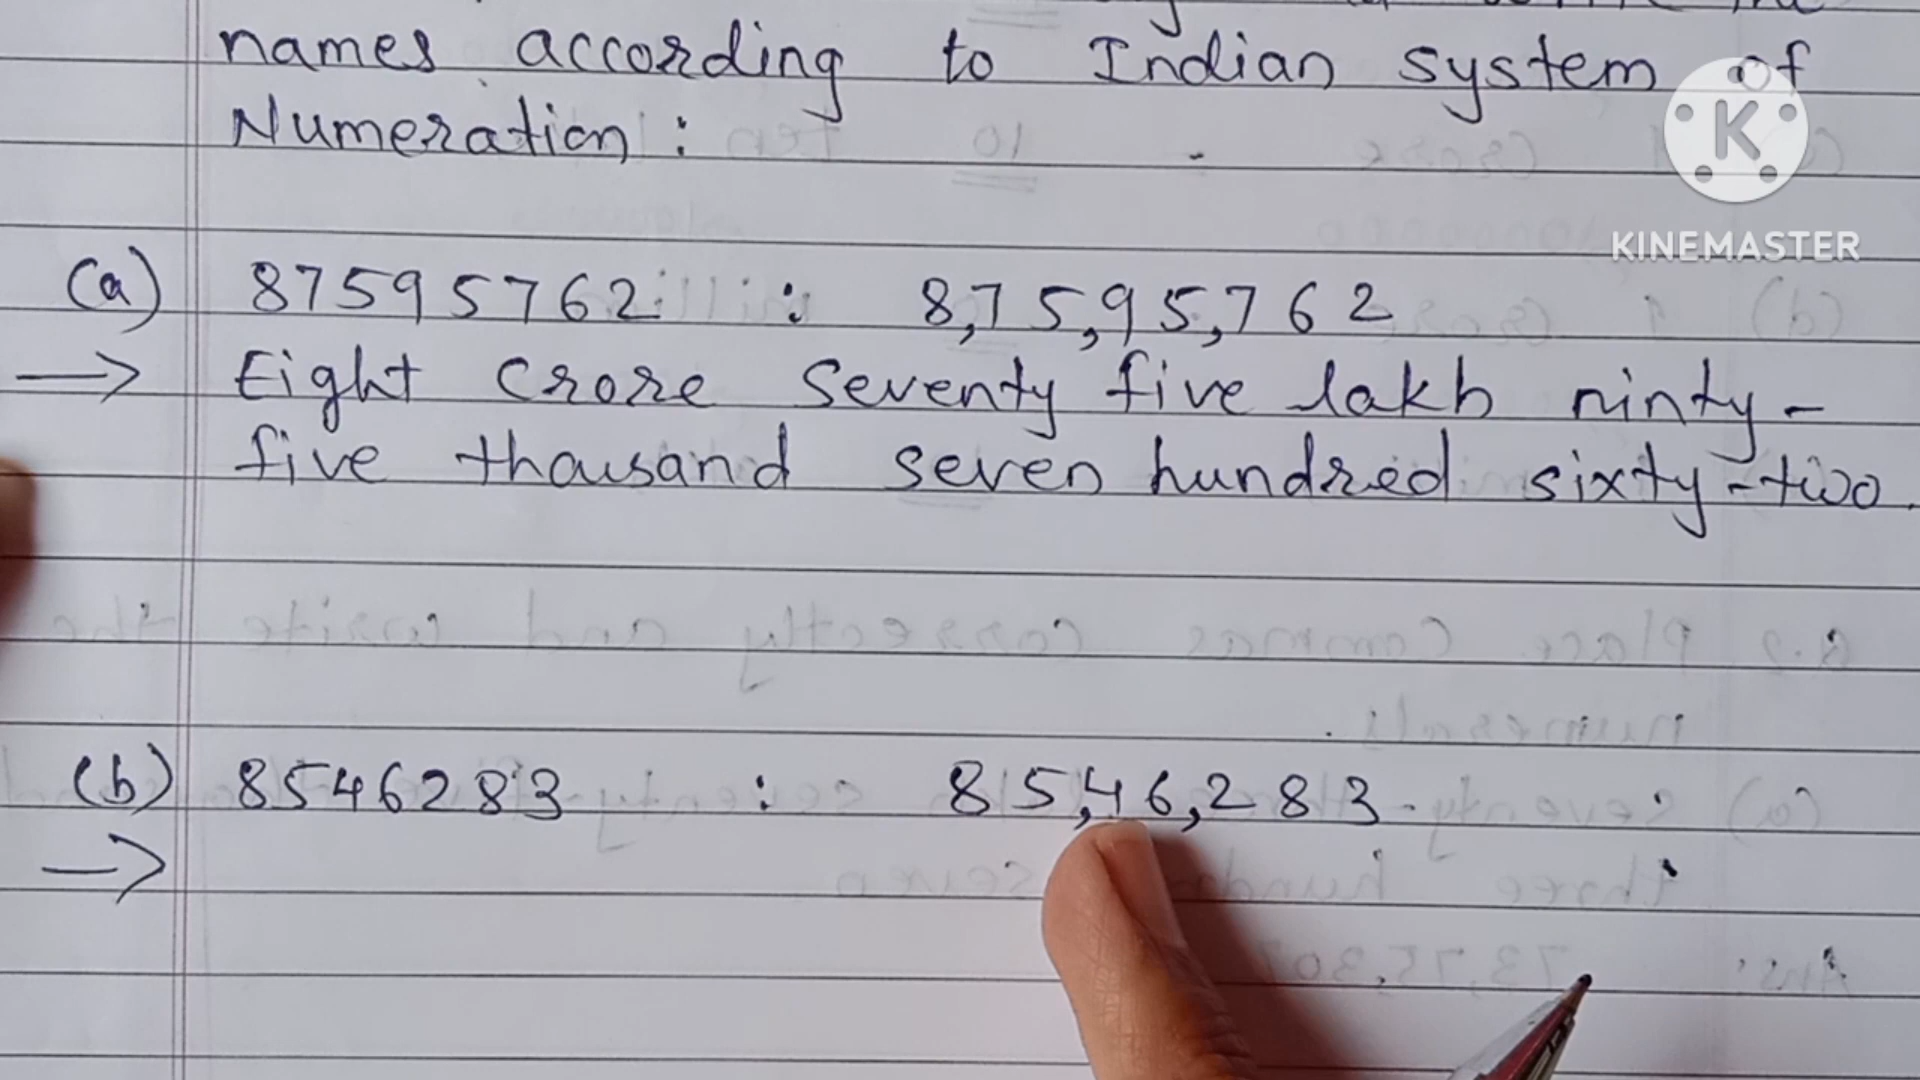 names according to Indian system of
Numeration :
K
KINEMASTER
(a) 87595762 : 8,75,95,762
→ Eight crore seventy five lakh ninty-
five thousand seven hundred sixty-two.
(b) 8546283 : 85,46,283.
→